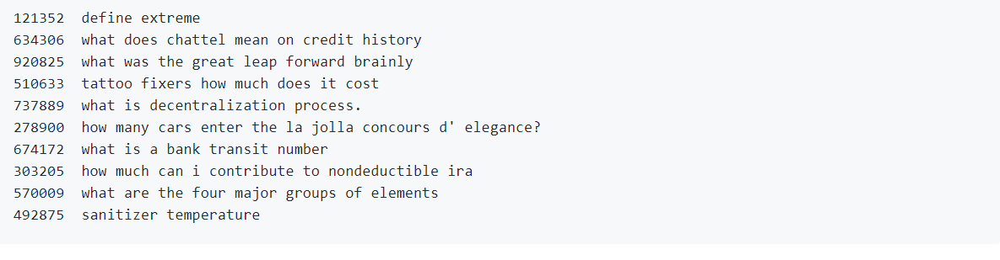 121352  define extreme
634306  what does chattel mean on credit history
920825  what was the great leap forward brainly
510633  tattoo fixers how much does it cost
737889  what is decentralization process.
278900  how many cars enter the la jolla concours d' elegance?
674172  what is a bank transit number
303205  how much can i contribute to nondeductible ira
570009  what are the four major groups of elements
492875  sanitizer temperature